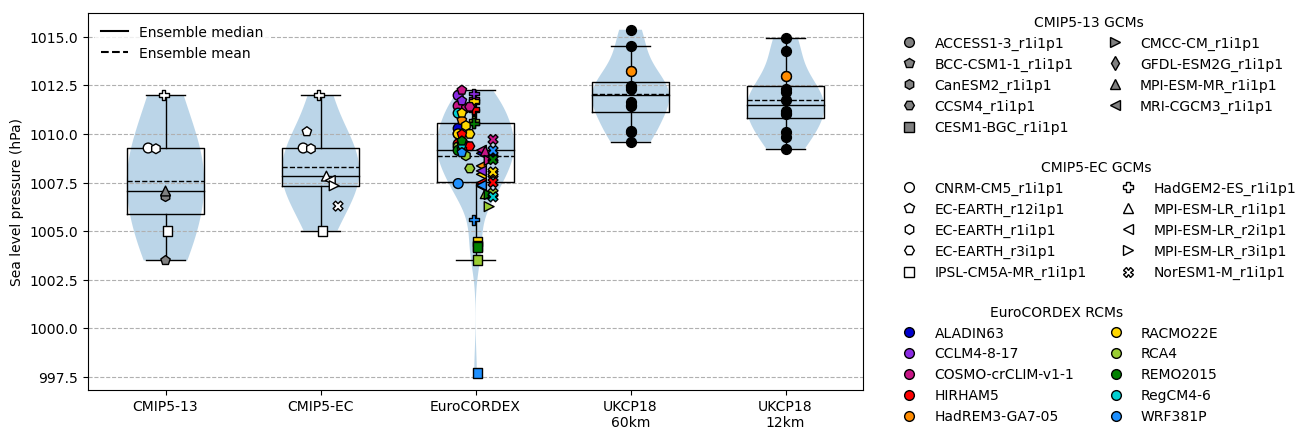 Ensemble median
Ensemble mean
Sea level pressure (hPa)
1015.0
1012.5
1010.0
1007.5
1005.0
1002.5
1000.0
997.5
CMIP5-13
CMIP5-EC
EuroCORDEX
UKCP18
60km
UKCP18
12km
CMIP5-13 GCMs
ACCESS1-3_r1i1p1
BCC-CSM1-1_r1i1p1
CanESM2_r1i1p1
CCSM4_r1i1p1
CESM1-BGC_r1i1p1
CMCC-CM_r1i1p1
GFDL-ESM2G_r1i1p1
MPI-ESM-MR_r1i1p1
MRI-CGCM3_r1i1p1
CMIP5-EC GCMs
CNRM-CM5_r1i1p1
EC-EARTH_r12i1p1
EC-EARTH_r1i1p1
EC-EARTH_r3i1p1
IPSL-CM5A-MR_r1i1p1
HadGEM2-ES_r1i1p1
MPI-ESM-LR_r1i1p1
MPI-ESM-LR_r2i1p1
MPI-ESM-LR_r3i1p1
NorESM1-M_r1i1p1
EuroCORDEX RCMs
ALADIN63
CCLM4-8-17
COSMO-crCLIM-v1-1
HIRHAM5
HadREM3-GA7-05
RACMO22E
RCA4
REMO2015
RegCM4-6
WRF381P